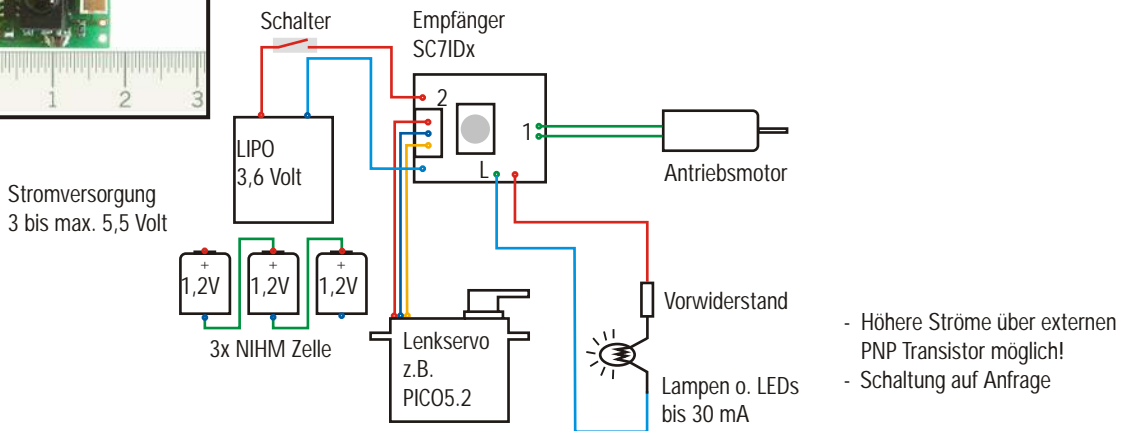 Schalter
Empfänger
SC7IDx
1 2 3
2
1
L
LIPO
3,6 Volt
Antriebsmotor
Stromversorgung
3 bis max. 5,5 Volt
+ + +
1,2V 1,2V 1,2V
3x NIHM Zelle
Lenkservo
z.B.
PICO5.2
Vorwiderstand
Lampen o. LEDs
bis 30 mA
- Höhere Ströme über externen
PNP Transistor möglich!
- Schaltung auf Anfrage